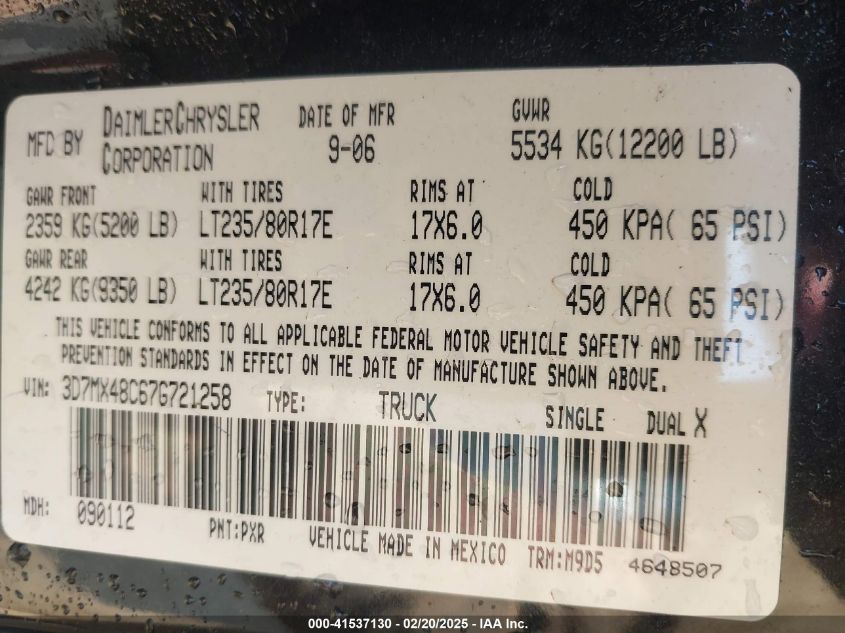 MFD BY DAIMLERCHRYSLER CORPORATION DATE OF MFR 9-06 GVWR 5534 KG(12200 LB)
GAWR FRONT WITH TIRES RIMS AT COLD
2359 KG(5200 LB) LT235/80R17E 17X6.0 450 KPA( 65 PSI)
GAWR REAR WITH TIRES RIMS AT COLD
4242 KG(9350 LB) LT235/80R17E 17X6.0 450 KPA( 65 PSI)
THIS VEHICLE CONFORMS TO ALL APPLICABLE FEDERAL MOTOR VEHICLE SAFETY AND THEFT
PREVENTION STANDARDS IN EFFECT ON THE DATE OF MANUFACTURE SHOWN ABOVE.
VIN: 3D7MX48C67G721258 TYPE: TRUCK SINGLE DUAL X
MDH: 090112 PNT:PXR VEHICLE MADE IN MEXICO TRM:M9D5 4648507
000-41537130 - 02/20/2025 - IAA Inc.